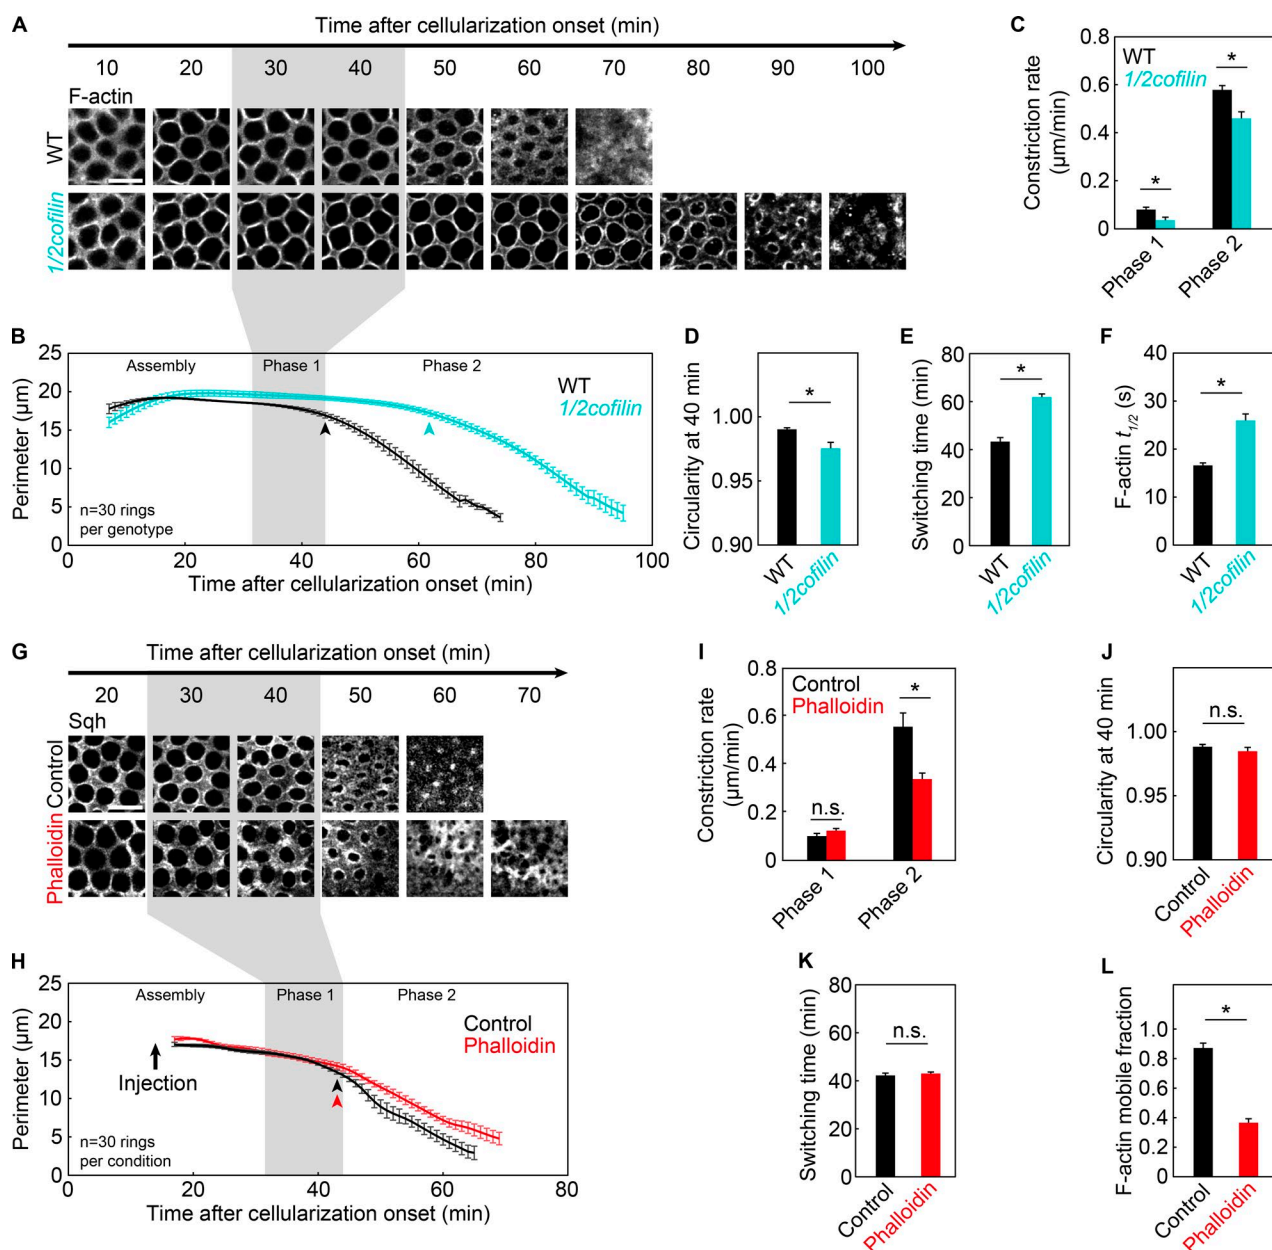 A
Time after cellularization onset (min)
10 20 30 40 50 60 70 80 90 100
F-actin
WT
1/2cofilin
B
25
20
15
10
5
0
Perimeter (μm)
Assembly Phase 1 Phase 2
WT
1/2cofilin
n=30 rings
per genotype
0 20 40 60 80 100
Time after cellularization onset (min)
C
Constriction rate
(μm/min)
0.8
0.6
0.4
0.2
0
WT
1/2cofilin
*
*
Phase 1
Phase 2
D
Circularity at 40 min
1.00
0.95
0.90
*
WT
1/2cofilin
E
Switching time (min)
80
60
40
20
0
*
WT
1/2cofilin
F
F-actin t1/2 (s)
40
30
20
10
0
*
WT
1/2cofilin
G
Time after cellularization onset (min)
20 30 40 50 60 70
Sqh
Control
Phalloidin
H
25
20
15
10
5
0
Perimeter (μm)
Assembly Phase 1 Phase 2
Control
Phalloidin
Injection
n=30 rings
per condition
0 20 40 60 80
Time after cellularization onset (min)
I
Constriction rate
(μm/min)
0.8
0.6
0.4
0.2
0
Control
Phalloidin
n.s.
*
Phase 1
Phase 2
J
Circularity at 40 min
1.00
0.95
0.90
n.s.
Control
Phalloidin
K
Switching time (min)
80
60
40
20
0
n.s.
Control
Phalloidin
L
F-actin mobile fraction
1.0
0.8
0.6
0.4
0.2
0
*
Control
Phalloidin